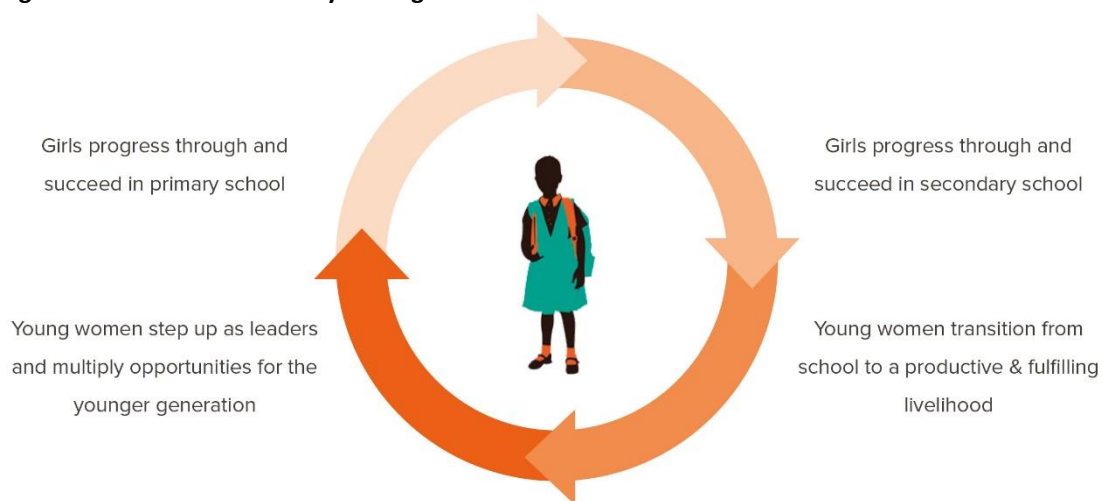 Girls progress through and
succeed in primary school
Girls progress through and
succeed in secondary school
Young women step up as leaders
and multiply opportunities for the
younger generation
Young women transition from
school to a productive & fulfilling
livelihood